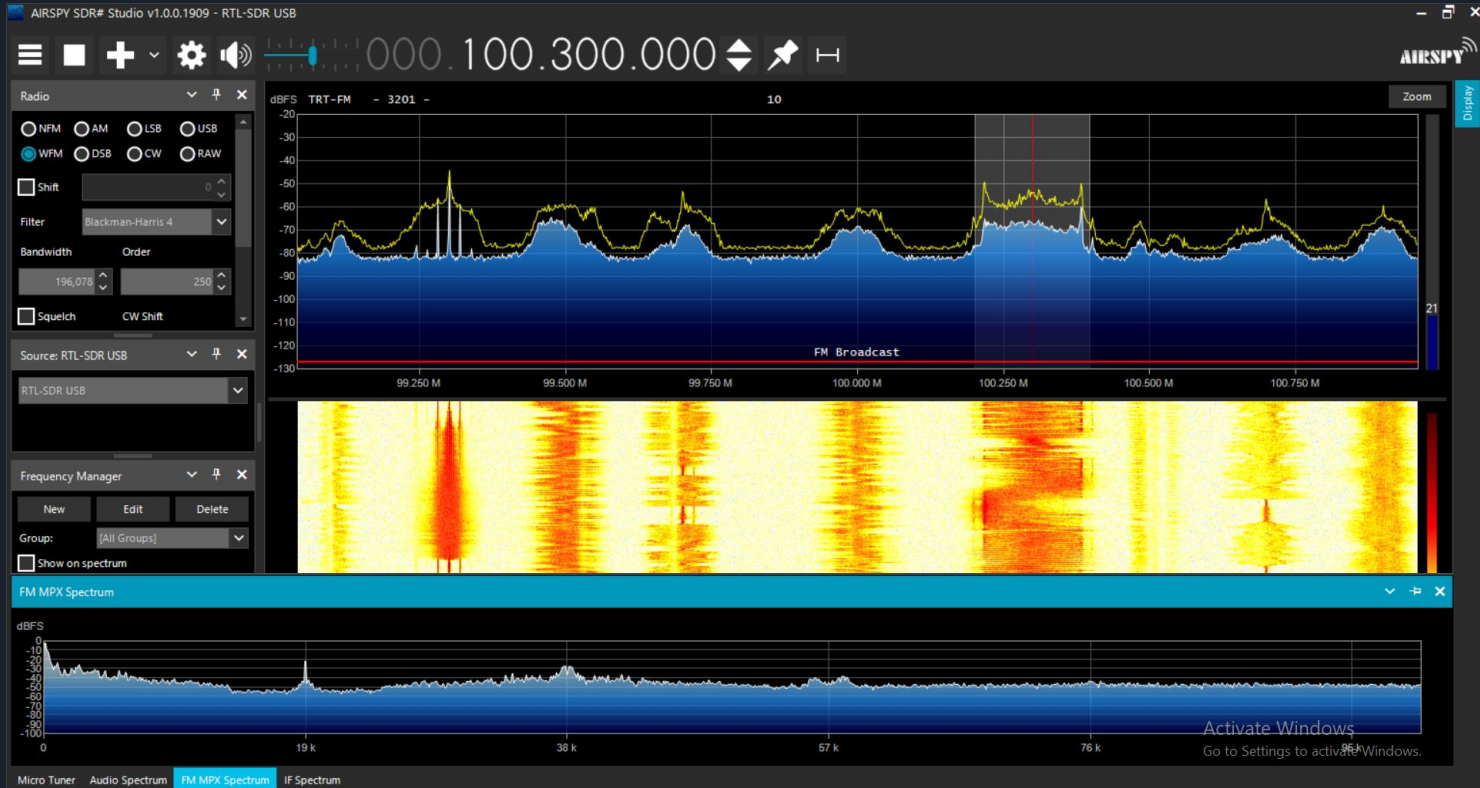 AIRSPY SDR# Studio v1.0.0.1909 - RTL-SDR USB
000.100.300.000
AIRSPY
Radio
NFM AM LSB USB
WFM DSB CW RAW
Shift 0
Filter Blackman-Harris 4
Bandwidth Order
196,078 250
Squelch CW Shift
Source: RTL-SDR USB
RTL-SDR USB
Frequency Manager
New Edit Delete
Group: [All Groups]
Show on spectrum
dBFS TRT-FM - 3201 - 10
Zoom
Display
-20
-30
-40
-50
-60
-70
-80
-90
-100
-110
-120
-130
21
FM Broadcast
99.250 M 99.500 M 99.750 M 100.000 M 100.250 M 100.500 M 100.750 M
FM MPX Spectrum
dBFS
0
-10
-20
-30
-40
-50
-60
-70
-80
-90
-100
0 19 k 38 k 57 k 76 k 95 k
Activate Windows
Go to Settings to activate Windows.
Micro Tuner Audio Spectrum FM MPX Spectrum IF Spectrum